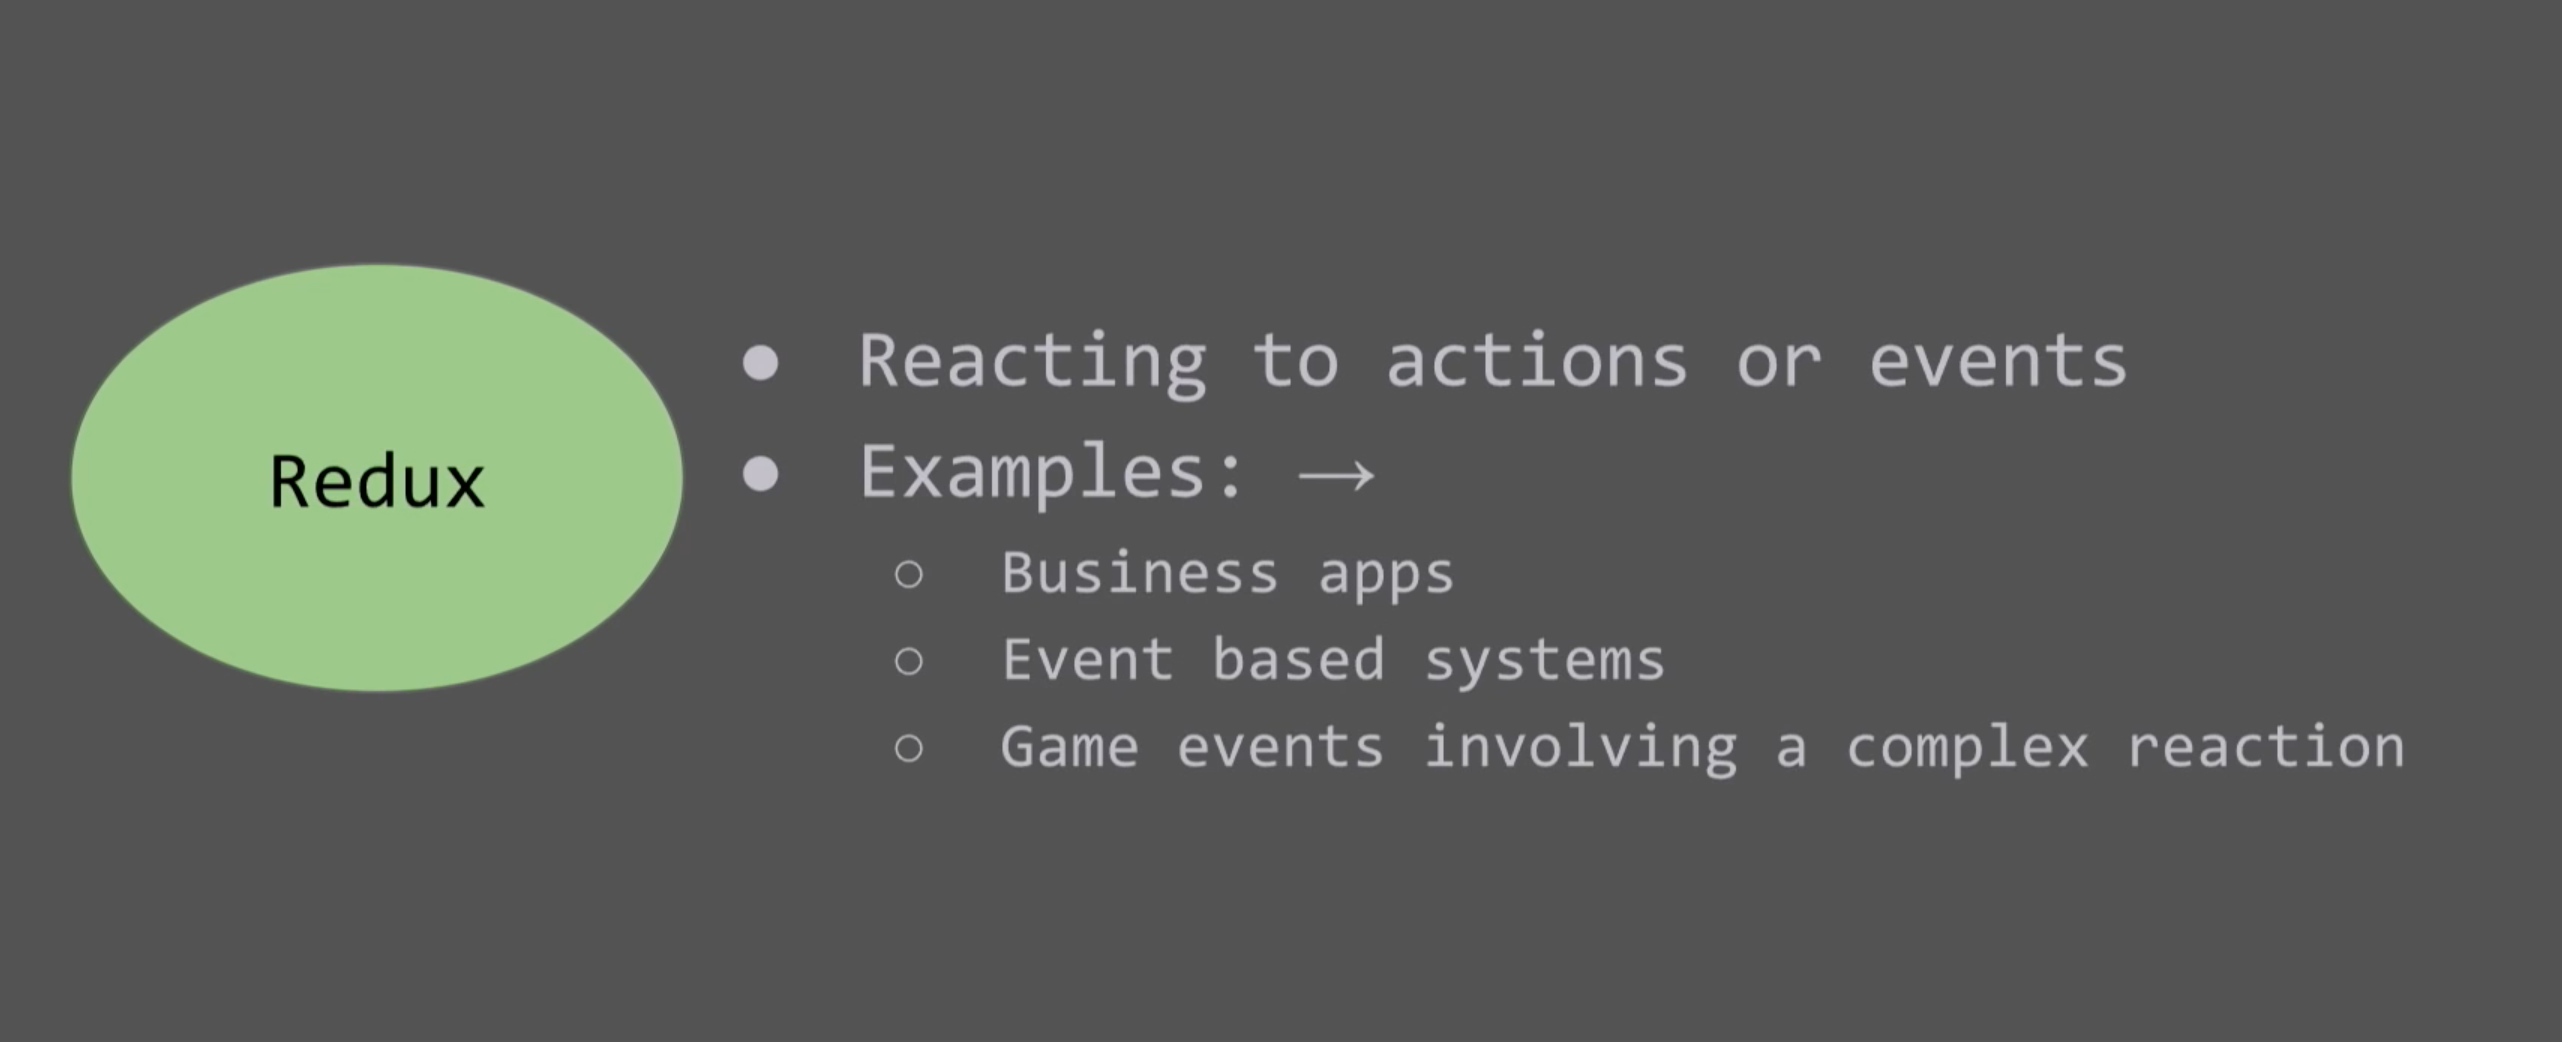 Redux
● Reacting to actions or events
● Examples: →
○ Business apps
○ Event based systems
○ Game events involving a complex reaction